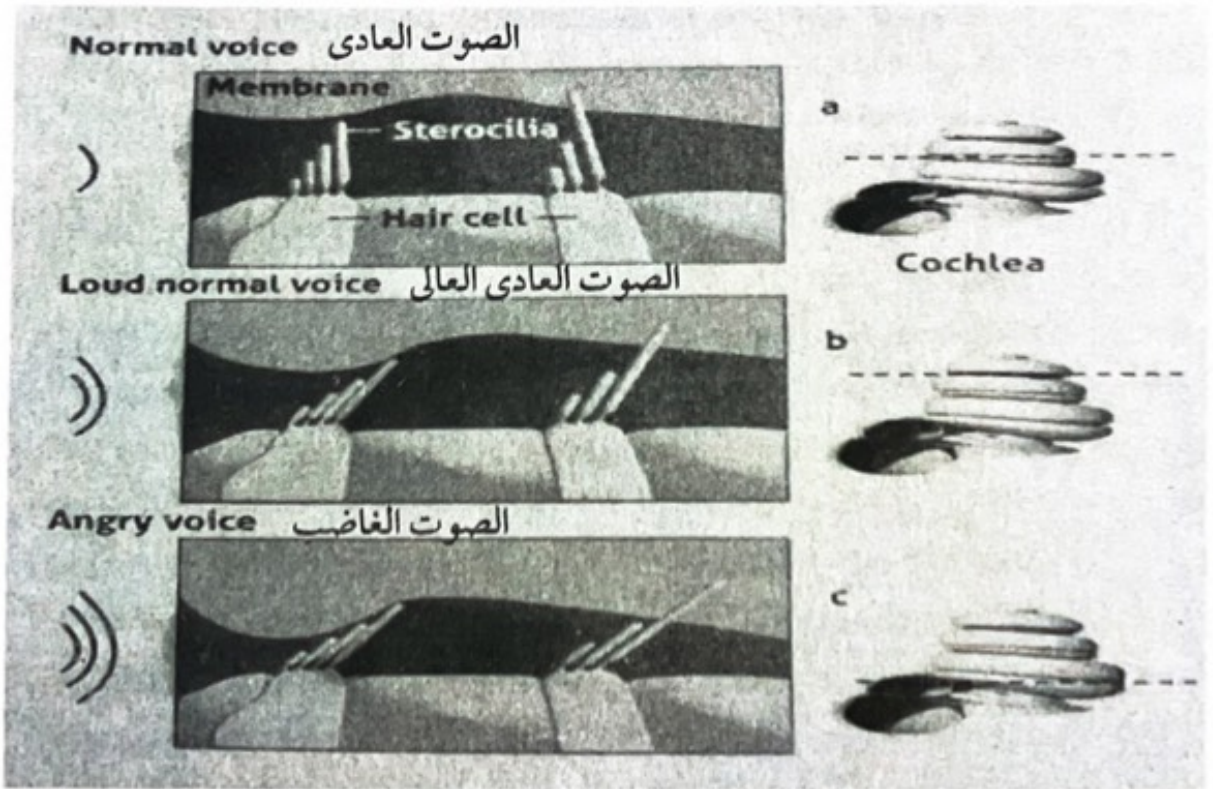 Normal voice الصوت العادى
Membrane
a
Sterocilia
Hair cell
Cochlea
Loud normal voice الصوت العادى العالى
b
Angry voice الصوت الغاضب
c